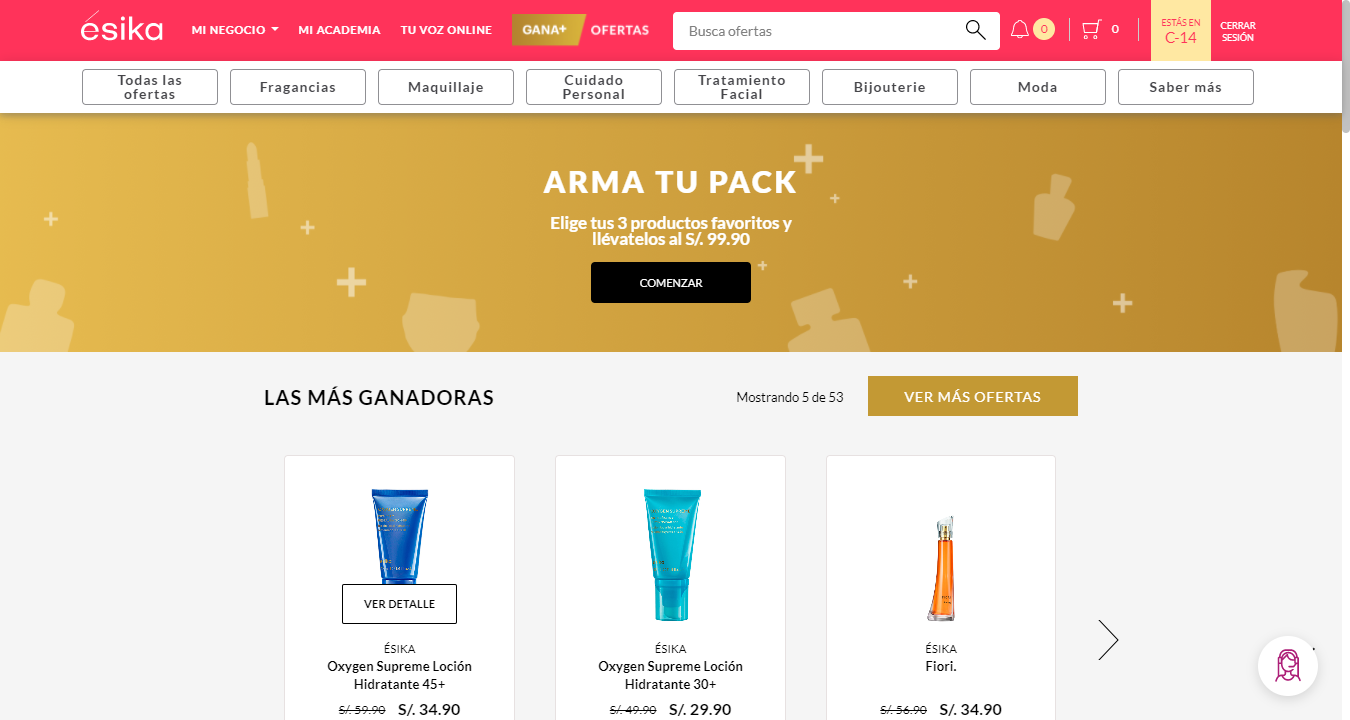 ésika
MI NEGOCIO
MI ACADEMIA
TU VOZ ONLINE
GANA+ OFERTAS
Busca ofertas
0
0
ESTÁS EN
C-14
CERRAR
SESIÓN
Todas las
ofertas
Fragancias
Maquillaje
Cuidado
Personal
Tratamiento
Facial
Bijouterie
Moda
Saber más
ARMA TU PACK
Elige tus 3 productos favoritos y
llévatelos al S/. 99.90
COMENZAR
LAS MÁS GANADORAS
Mostrando 5 de 53
VER MÁS OFERTAS
VER DETALLE
ÉSIKA
Oxygen Supreme Loción
Hidratante 45+
S/. 59.90 S/. 34.90
ÉSIKA
Oxygen Supreme Loción
Hidratante 30+
S/. 49.90 S/. 29.90
ÉSIKA
Fiori.
S/. 56.90 S/. 34.90